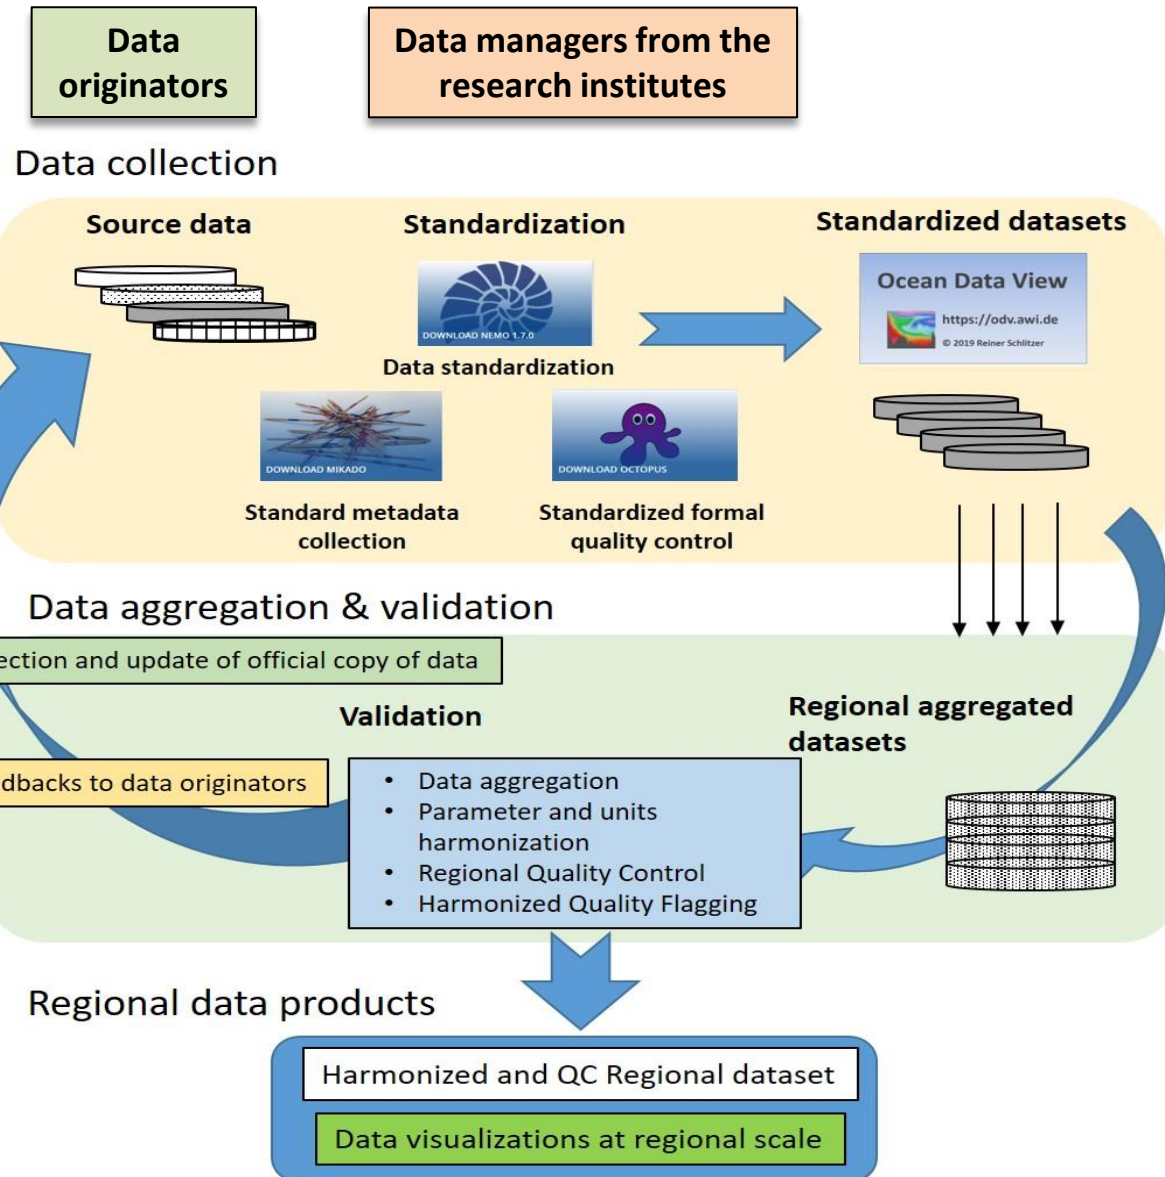 Data
originators
Data managers from the
research institutes
Data collection
Source data
Standardization
Standardized datasets
DOWNLOAD NEMO 1.7.0
Ocean Data View
https://odv.awi.de
© 2019 Reiner Schlitzer
Data standardization
DOWNLOAD MIKADO
DOWNLOAD OCTOPUS
Standard metadata
collection
Standardized formal
quality control
Data aggregation & validation
ection and update of official copy of data
Validation
Regional aggregated
datasets
dbacks to data originators
• Data aggregation
• Parameter and units
harmonization
• Regional Quality Control
• Harmonized Quality Flagging
Regional data products
Harmonized and QC Regional dataset
Data visualizations at regional scale